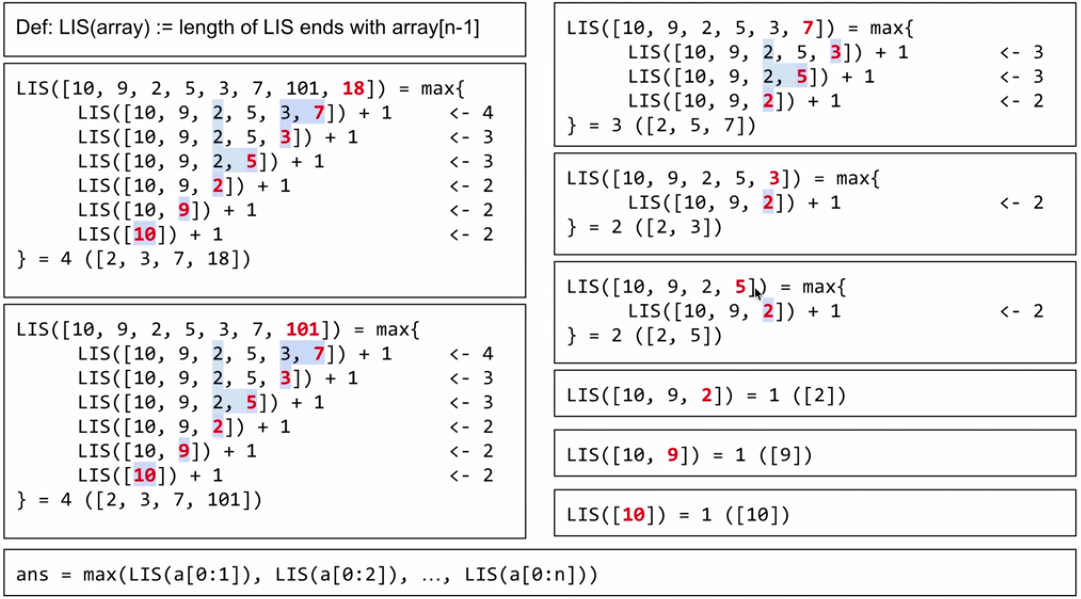 Def: LIS(array) := length of LIS ends with array[n-1]
LIS([10, 9, 2, 5, 3, 7, 101, 18]) = max{
LIS([10, 9, 2, 5, 3, 7]) + 1 <- 4
LIS([10, 9, 2, 5, 3]) + 1 <- 3
LIS([10, 9, 2, 5]) + 1 <- 3
LIS([10, 9, 2]) + 1 <- 2
LIS([10, 9]) + 1 <- 2
LIS([10]) + 1 <- 2
} = 4 ([2, 3, 7, 18])
LIS([10, 9, 2, 5, 3, 7, 101]) = max{
LIS([10, 9, 2, 5, 3, 7]) + 1 <- 4
LIS([10, 9, 2, 5, 3]) + 1 <- 3
LIS([10, 9, 2, 5]) + 1 <- 3
LIS([10, 9, 2]) + 1 <- 2
LIS([10, 9]) + 1 <- 2
LIS([10]) + 1 <- 2
} = 4 ([2, 3, 7, 101])
LIS([10, 9, 2, 5, 3, 7]) = max{
LIS([10, 9, 2, 5, 3]) + 1 <- 3
LIS([10, 9, 2, 5]) + 1 <- 3
LIS([10, 9, 2]) + 1 <- 2
} = 3 ([2, 5, 7])
LIS([10, 9, 2, 5, 3]) = max{
LIS([10, 9, 2]) + 1 <- 2
} = 2 ([2, 3])
LIS([10, 9, 2, 5]) = max{
LIS([10, 9, 2]) + 1 <- 2
} = 2 ([2, 5])
LIS([10, 9, 2]) = 1 ([2])
LIS([10, 9]) = 1 ([9])
LIS([10]) = 1 ([10])
ans = max(LIS(a[0:1]), LIS(a[0:2]), …, LIS(a[0:n]))